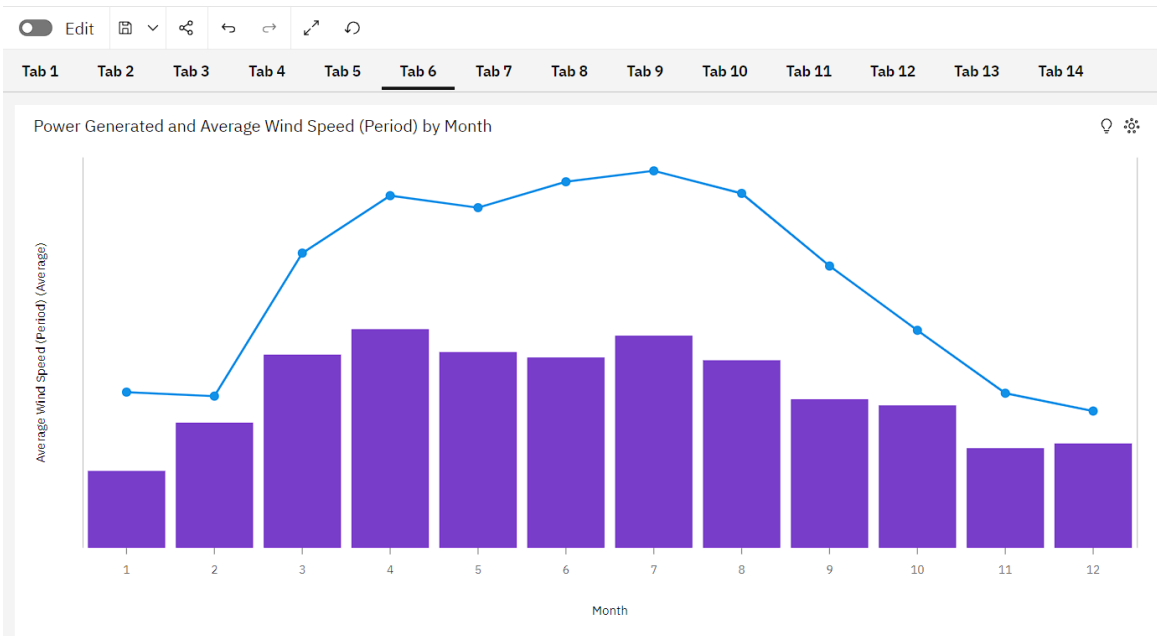 Edit
Tab 1 Tab 2 Tab 3 Tab 4 Tab 5 Tab 6 Tab 7 Tab 8 Tab 9 Tab 10 Tab 11 Tab 12 Tab 13 Tab 14
Power Generated and Average Wind Speed (Period) by Month
Average Wind Speed (Period) (Average)
1 2 3 4 5 6 7 8 9 10 11 12
Month